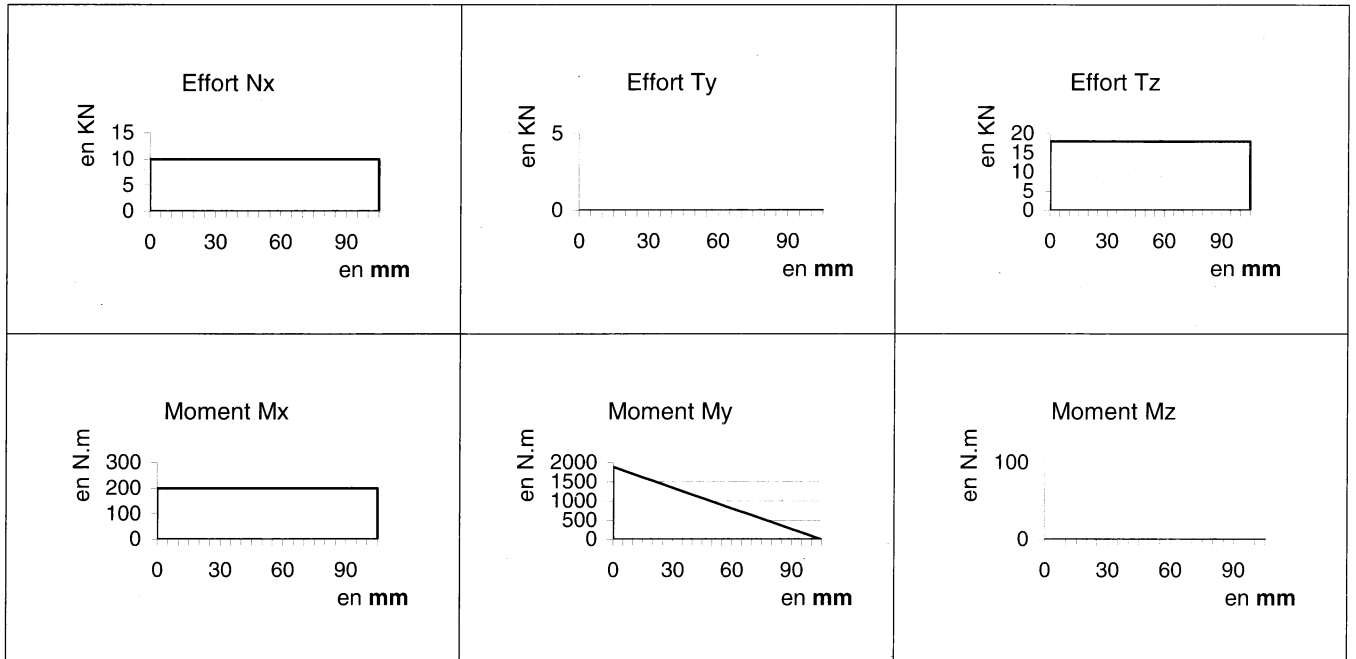 Effort Nx
en KN
15
10
5
0
0 30 60 90
en mm
Effort Ty
en KN
5
0
0 30 60 90
en mm
Effort Tz
en KN
20
15
10
5
0
0 30 60 90
en mm
Moment Mx
en N.m
300
200
100
0
0 30 60 90
en mm
Moment My
en N.m
2000
1500
1000
500
0
0 30 60 90
en mm
Moment Mz
en N.m
100
0
0 30 60 90
en mm